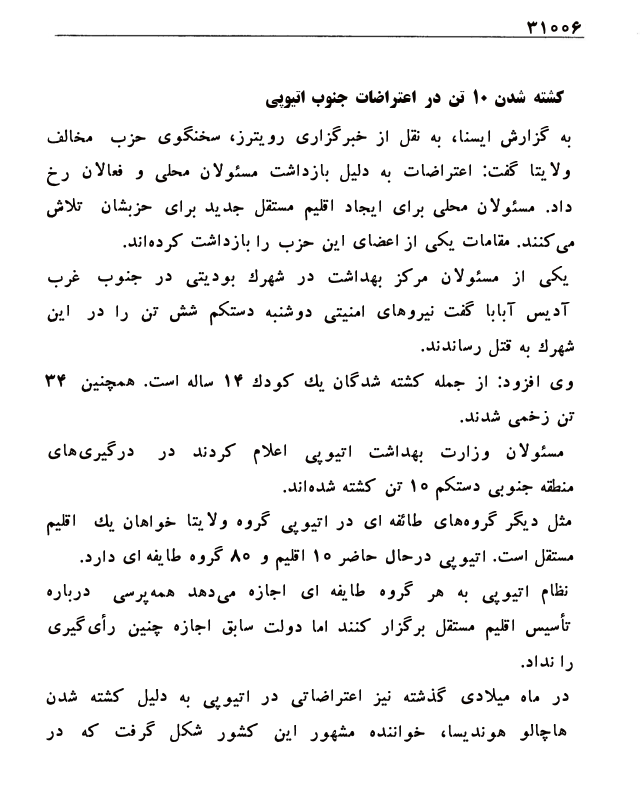 ۳۱۰۰۶
کشته شدن ۱۰ تن در اعتراضات جنوب اتیوپی
به گزارش ایسنا، به نقل از خبرگزاری رویترز، سخنگوی حزب مخالف
ولایتا گفت: اعتراضات به دلیل بازداشت مسئولان محلی و فعالان رخ
داد. مسئولان محلی برای ایجاد اقلیم مستقل جدید برای حزبشان تلاش
می‌کنند. مقامات یکی از اعضای این حزب را بازداشت کرده‌اند.
یکی از مسئولان مرکز بهداشت در شهرك بودیتی در جنوب غرب
آدیس آبابا گفت نیروهای امنیتی دوشنبه دستکم شش تن را در این
شهرك به قتل رساندند.
وی افزود: از جمله کشته شدگان یك کودك ۱۴ ساله است. همچنین ۳۴
تن زخمی شدند.
مسئولان وزارت بهداشت اتیوپی اعلام کردند در درگیری‌های
منطقه جنوبی دستکم ۱۰ تن کشته شده‌اند.
مثل دیگر گروه‌های طائفه ای در اتیوپی گروه ولایتا خواهان یك اقلیم
مستقل است. اتیوپی درحال حاضر ۱۰ اقلیم و ۸۰ گروه طایفه ای دارد.
نظام اتیوپی به هر گروه طایفه ای اجازه می‌دهد همه‌پرسی درباره
تأسیس اقلیم مستقل برگزار کنند اما دولت سابق اجازه چنین رأی‌گیری
را نداد.
در ماه میلادی گذشته نیز اعتراضاتی در اتیوپی به دلیل کشته شدن
هاچالو هوندیسا، خواننده مشهور این کشور شکل گرفت که در